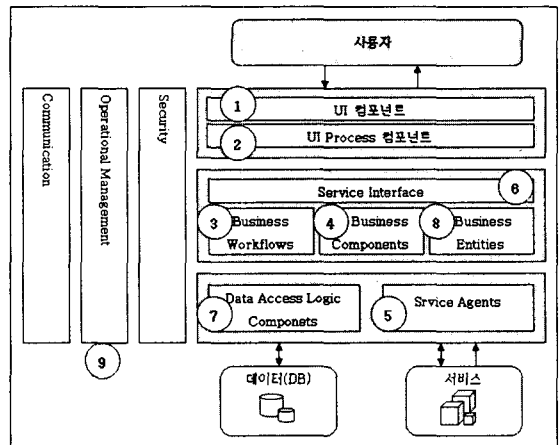 사용자
Communication
Operational Management
Security
1
UI 컴포넌트
2
UI Process 컴포넌트
Service Interface
6
3
Business
Workflows
4
Business
Components
8
Business
Entities
7
Data Access Logic
Componets
5
Srvice Agents
9
데이터(DB)
서비스